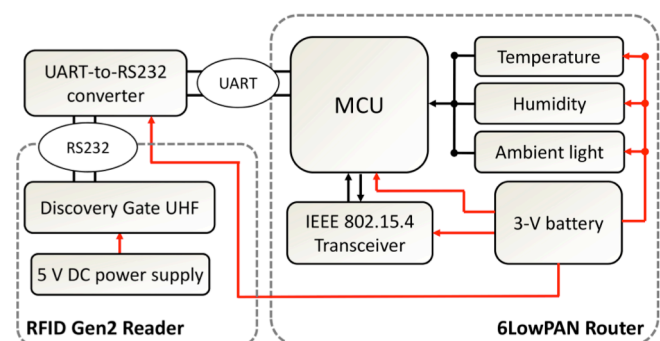 UART-to-RS232
converter
UART
MCU
Temperature
Humidity
Ambient light
RS232
Discovery Gate UHF
IEEE 802.15.4
Transceiver
3-V battery
5 V DC power supply
RFID Gen2 Reader
6LowPAN Router